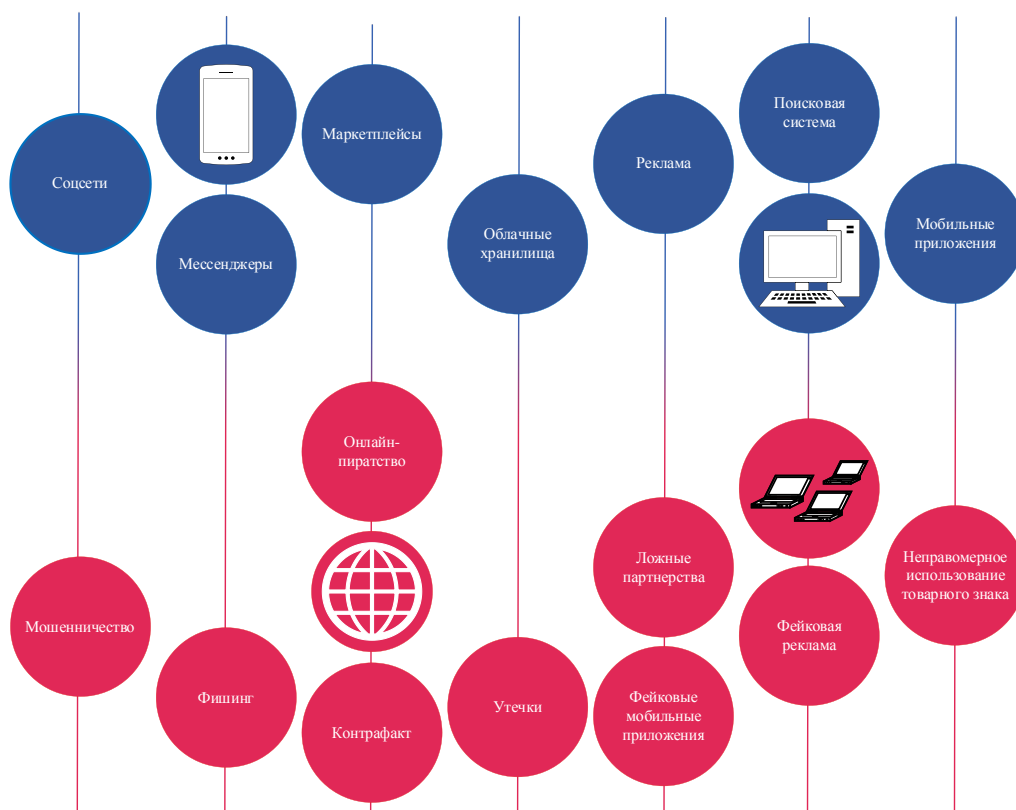 Соцсети
Мессенджеры
Маркетплейсы
Облачные
хранилища
Реклама
Поисковая
система
Мобильные
приложения
Мошенничество
Фишинг
Онлайн-
пиратство
Контрафакт
Утечки
Ложные
партнерства
Фейковые
мобильные
приложения
Фейковая
реклама
Неправомерное
использование
товарного знака